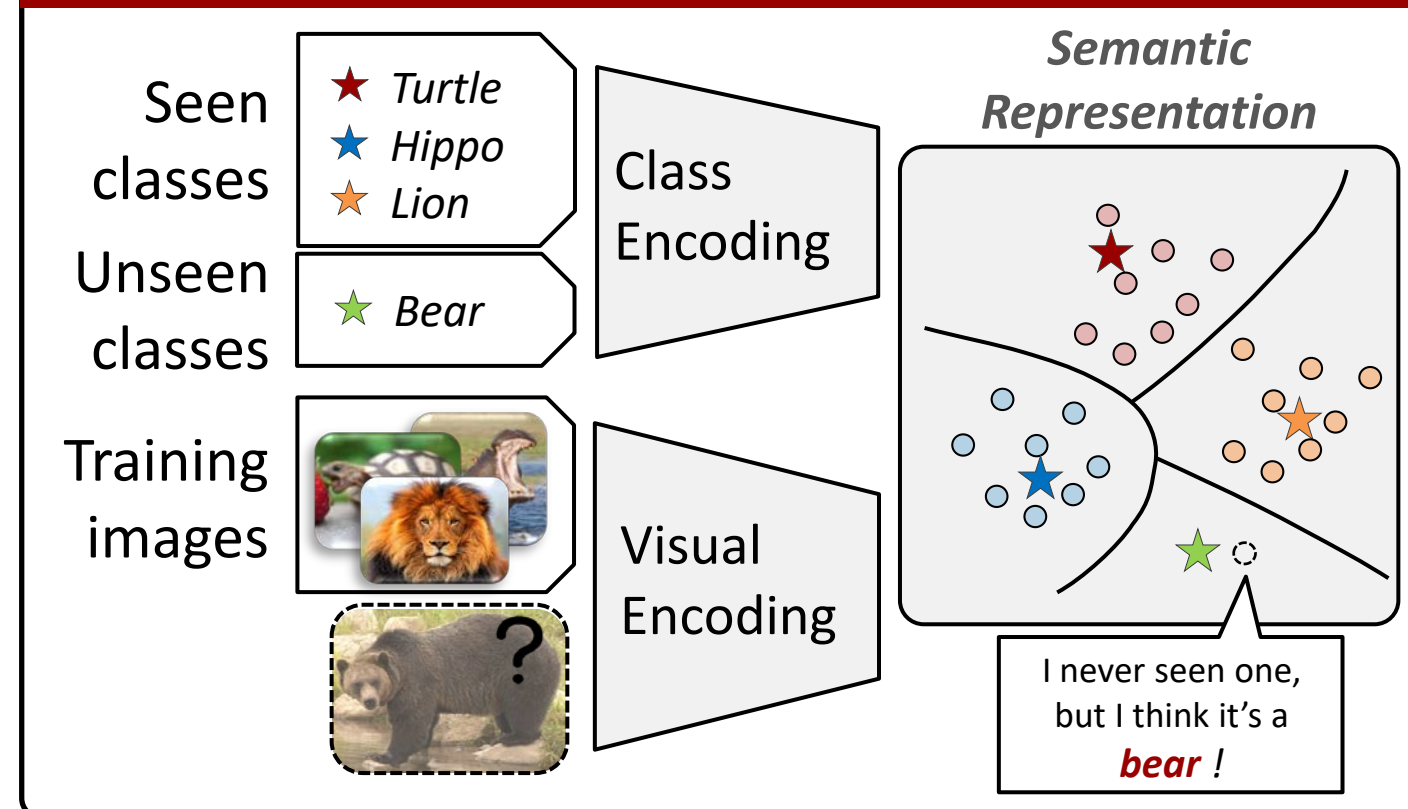 Seen
classes
Turtle
Hippo
Lion
Unseen
classes
Bear
Class
Encoding
Training
images
?
Visual
Encoding
Semantic
Representation
I never seen one,
but I think it’s a
bear !